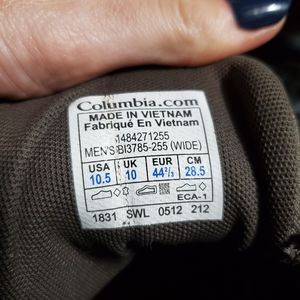 Columbia.com
MADE IN VIETNAM
Fabriqué En Vietnam
1484271255
MEN'S BI3785-255 (WIDE)
USA UK EUR CM
10.5 10 44²/₃ 28.5
ECA-1
1831 SWL 0512 212